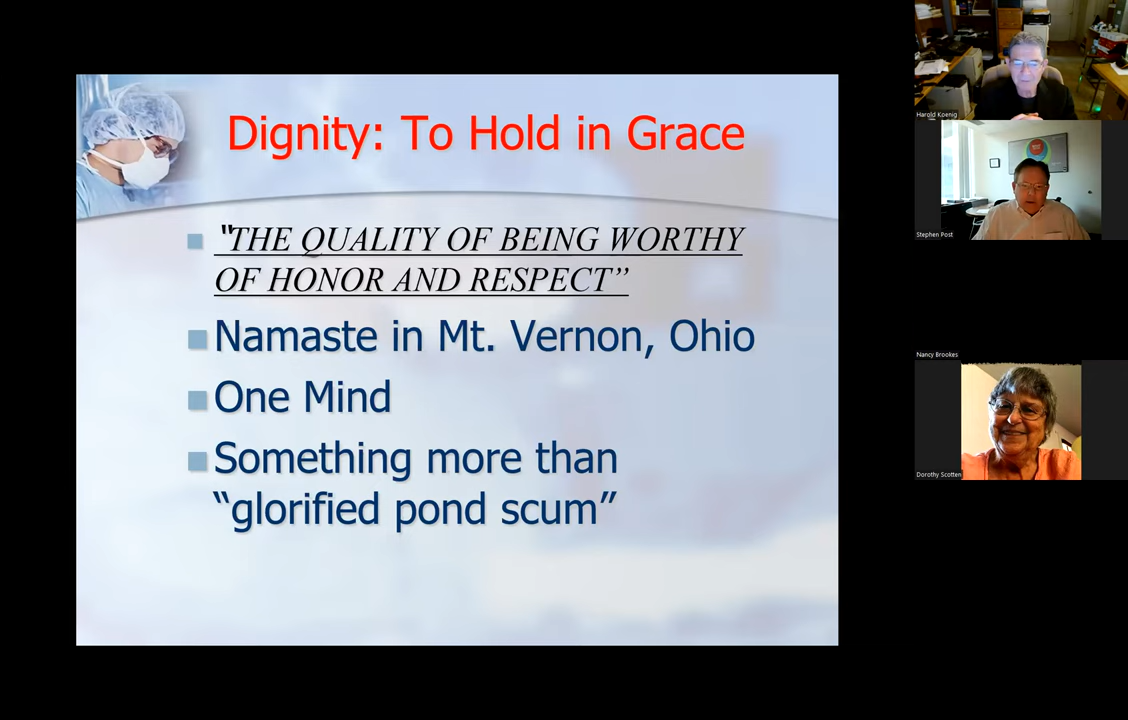 Dignity: To Hold in Grace
“THE QUALITY OF BEING WORTHY
OF HONOR AND RESPECT”
Namaste in Mt. Vernon, Ohio
One Mind
Something more than
“glorified pond scum”
Harold Koenig
Stephen Post
Nancy Brookes
Dorothy Scotten